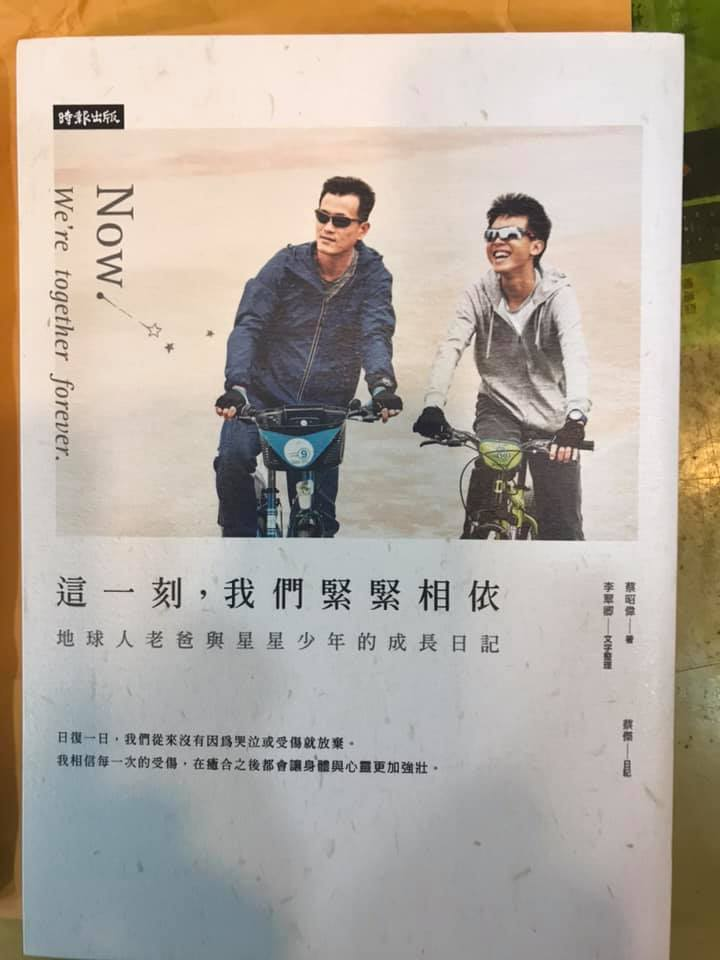 時報出版
Now.
We're together forever.
9
這一刻，我們緊緊相依
地球人老爸與星星少年的成長日記
蔡昭偉——著
李翠卿——文字整理
蔡傑——日記
日復一日，我們從來沒有因為哭泣或受傷就放棄。
我相信每一次的受傷，在癒合之後都會讓身體與心靈更加強壯。